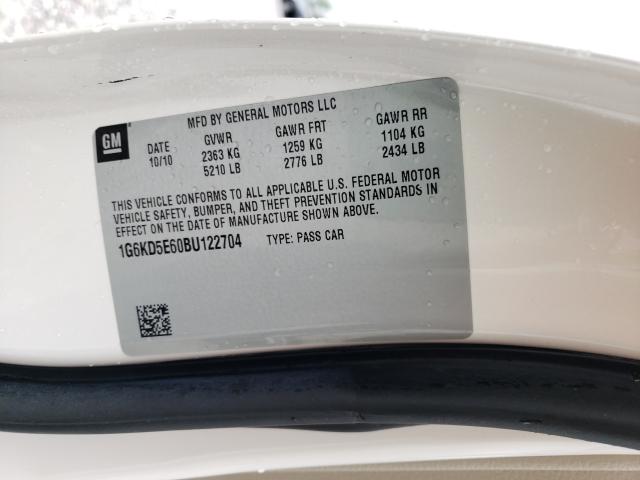 MFD BY GENERAL MOTORS LLC
GM
DATE GVWR GAWR FRT GAWR RR
10/10 2363 KG 1259 KG 1104 KG
5210 LB 2776 LB 2434 LB
THIS VEHICLE CONFORMS TO ALL APPLICABLE U.S. FEDERAL MOTOR
VEHICLE SAFETY, BUMPER, AND THEFT PREVENTION STANDARDS IN
EFFECT ON THE DATE OF MANUFACTURE SHOWN ABOVE.
1G6KD5E60BU122704 TYPE: PASS CAR